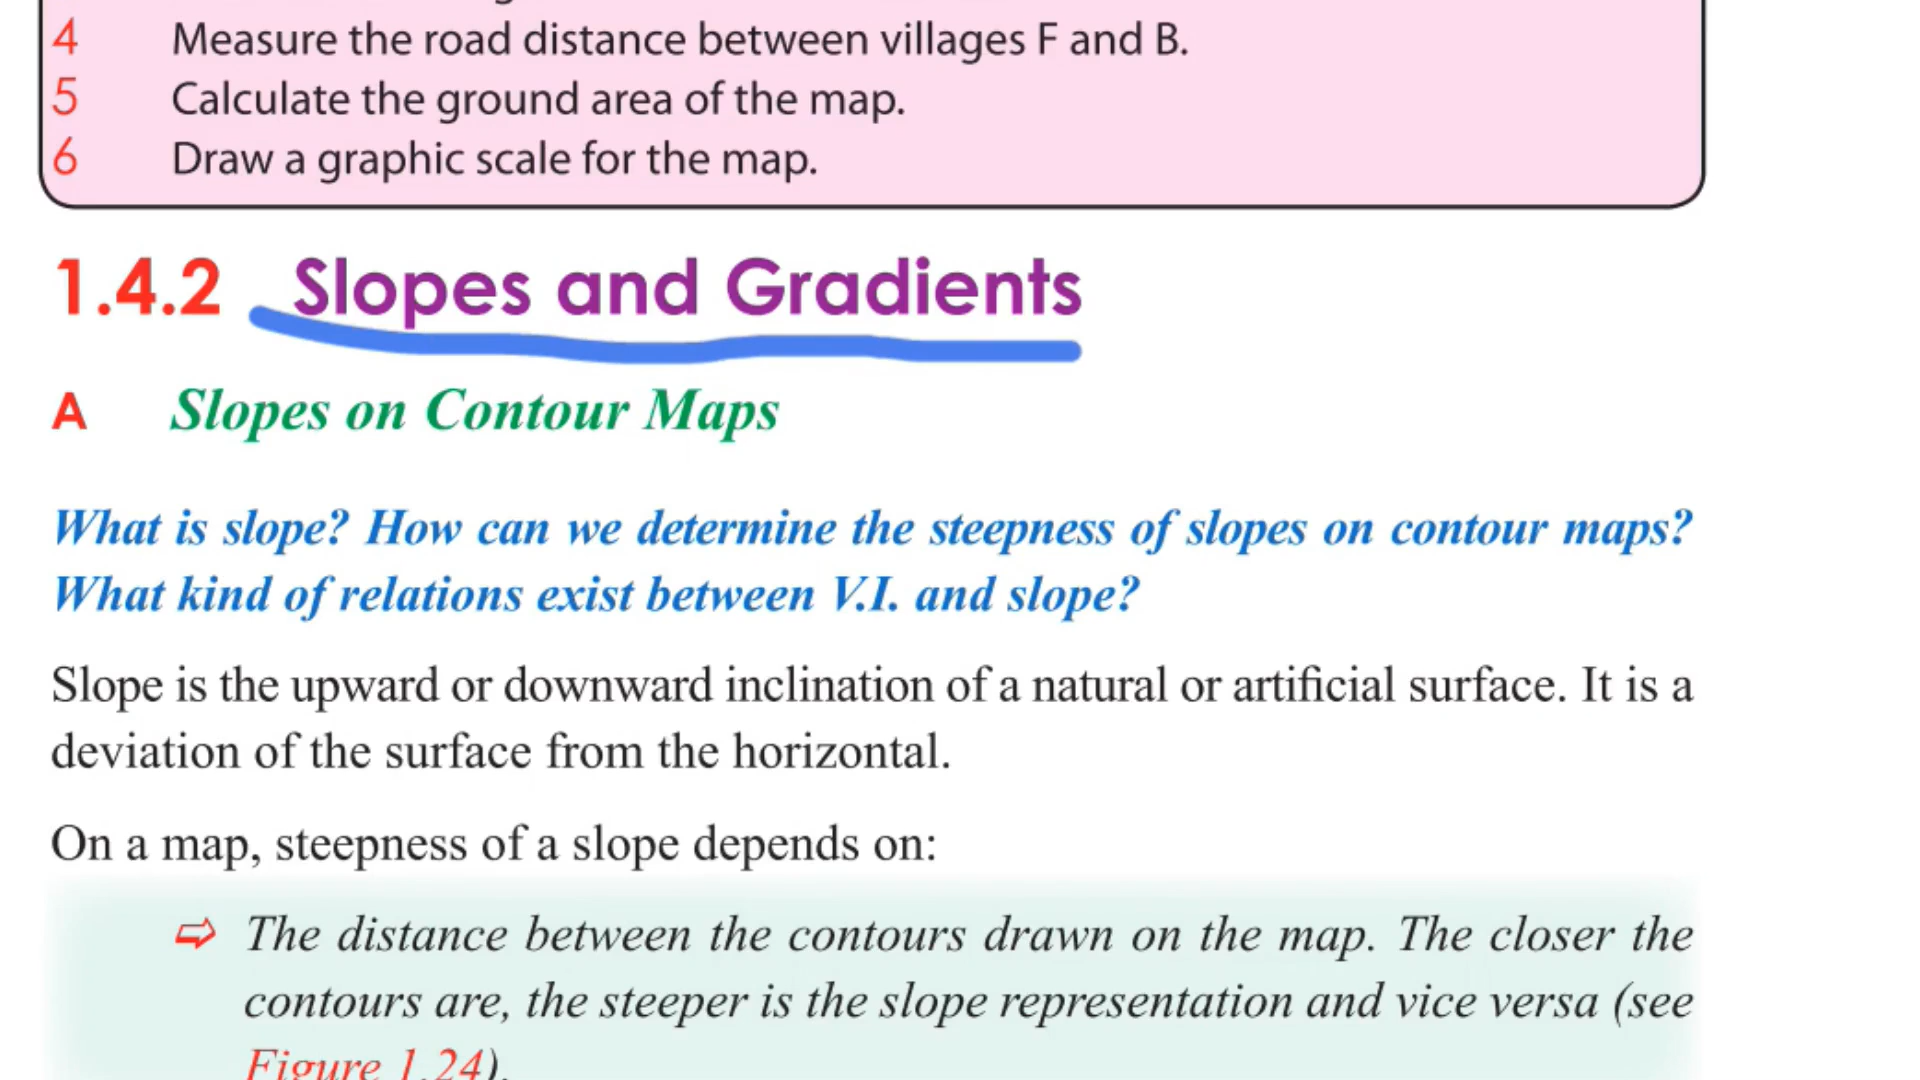 4 Measure the road distance between villages F and B.
5 Calculate the ground area of the map.
6 Draw a graphic scale for the map.
1.4.2 Slopes and Gradients
A Slopes on Contour Maps
What is slope? How can we determine the steepness of slopes on contour maps?
What kind of relations exist between V.I. and slope?
Slope is the upward or downward inclination of a natural or artificial surface. It is a
deviation of the surface from the horizontal.
On a map, steepness of a slope depends on:
⇨ The distance between the contours drawn on the map. The closer the
contours are, the steeper is the slope representation and vice versa (see
Figure 1.24).